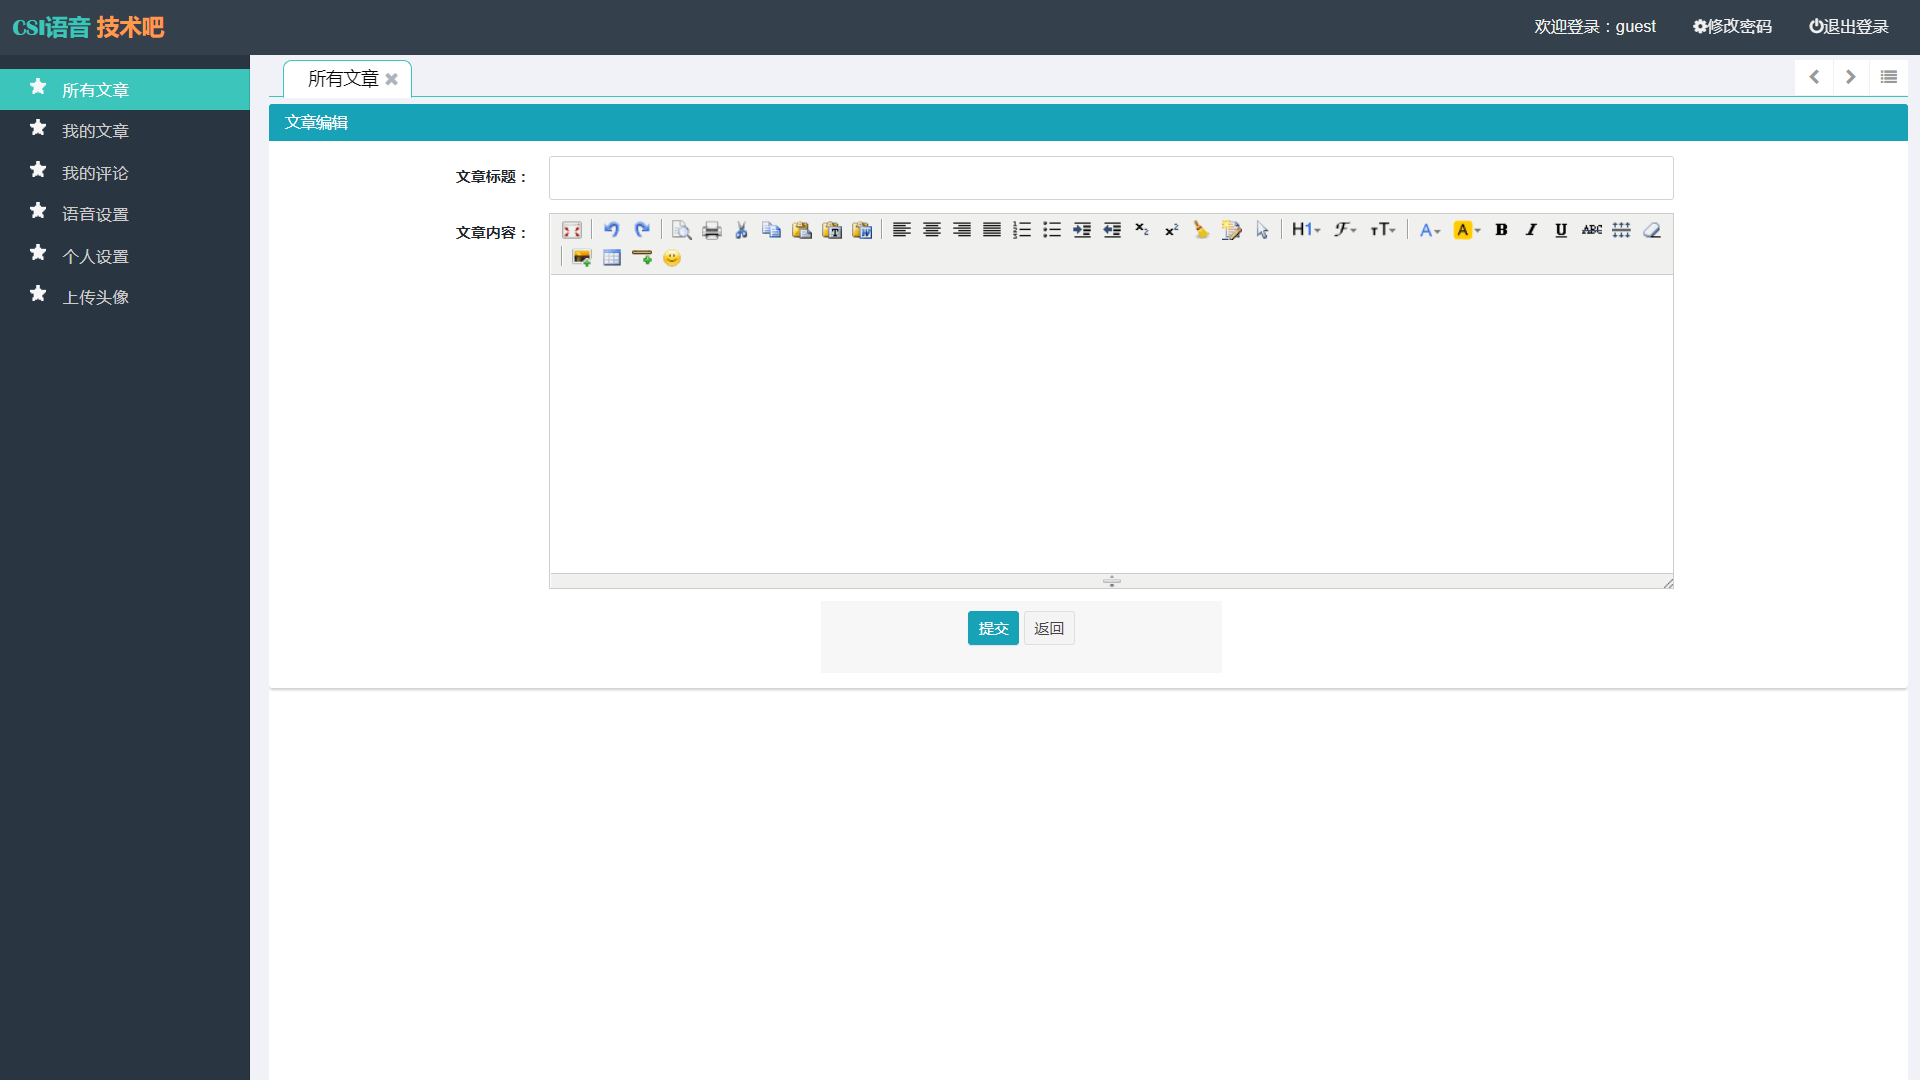 CSI语音 技术吧
欢迎登录：guest 修改密码 退出登录
所有文章
我的文章
我的评论
语音设置
个人设置
上传头像
所有文章
文章编辑
文章标题：
文章内容：
提交 返回